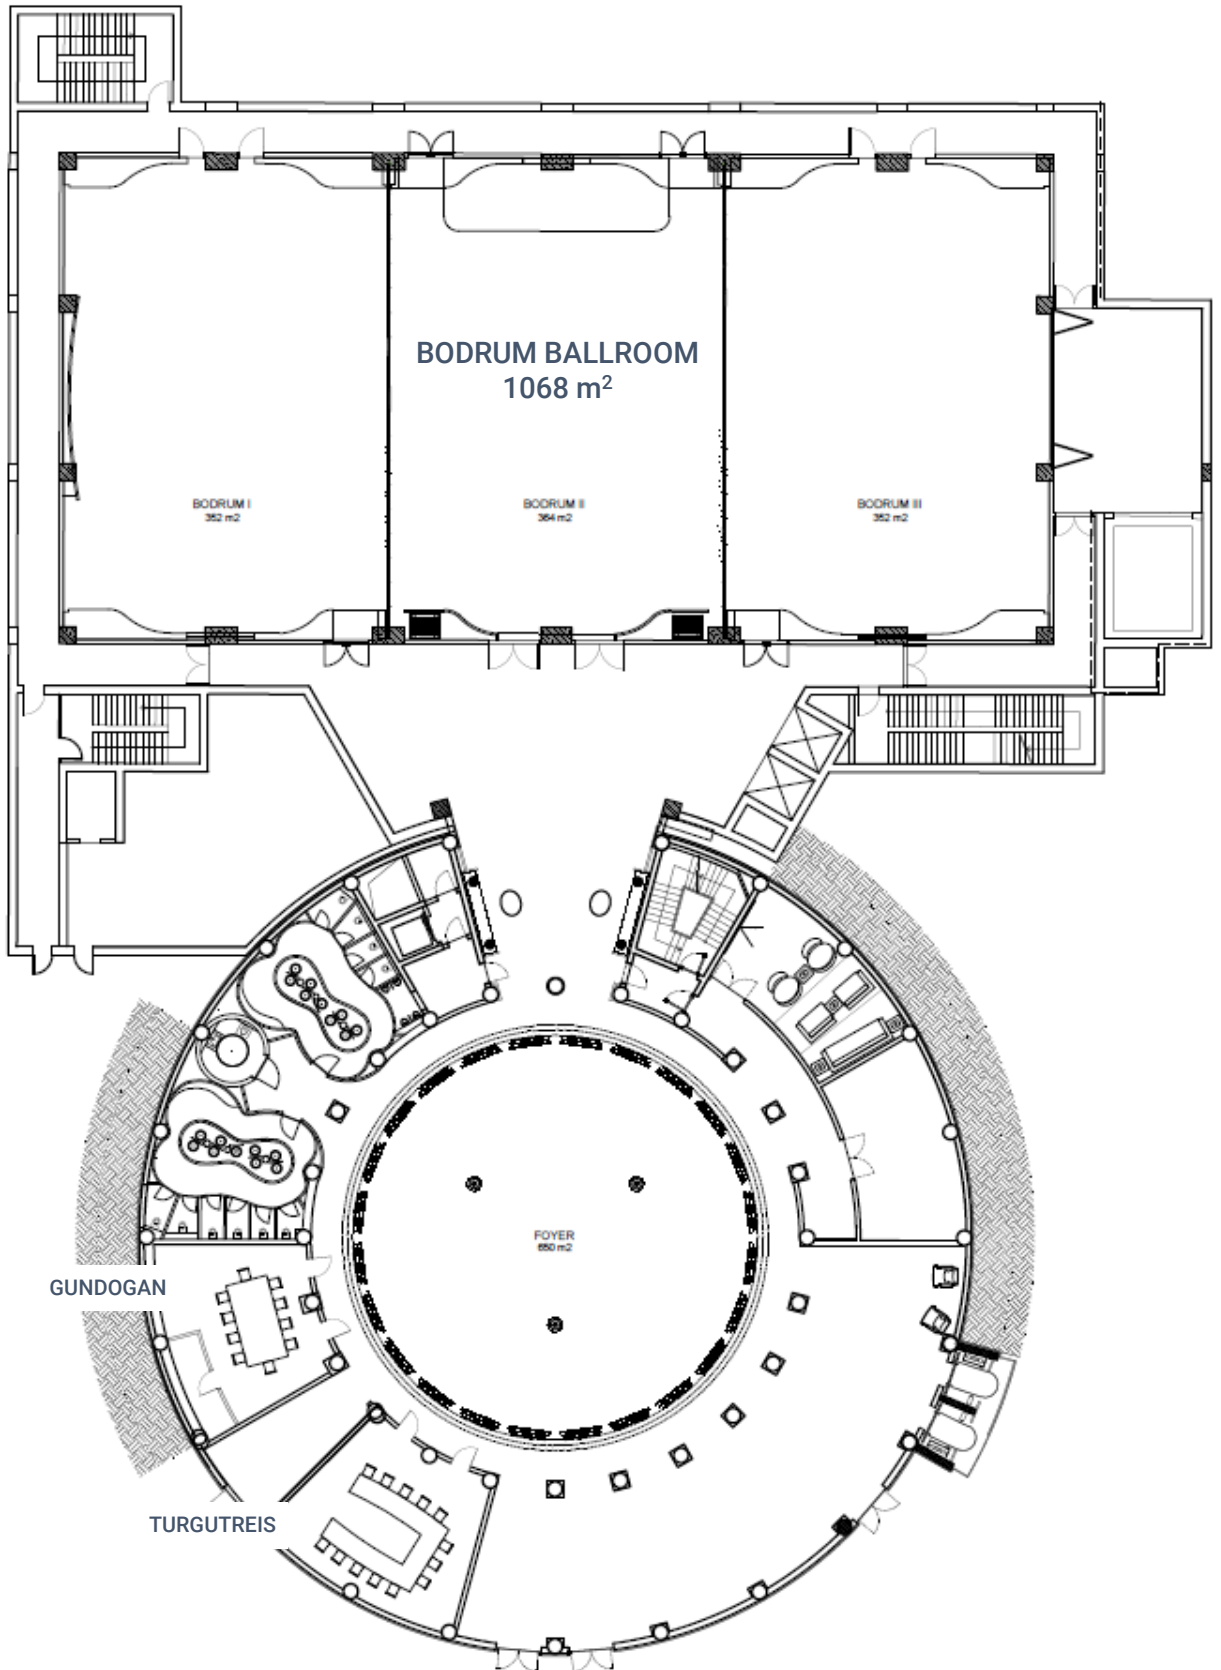 BODRUM BALLROOM
1068 m²
BODRUM I
352 m2
BODRUM II
364 m2
BODRUM III
352 m2
FOYER
650 m2
GUNDOGAN
TURGUTREIS